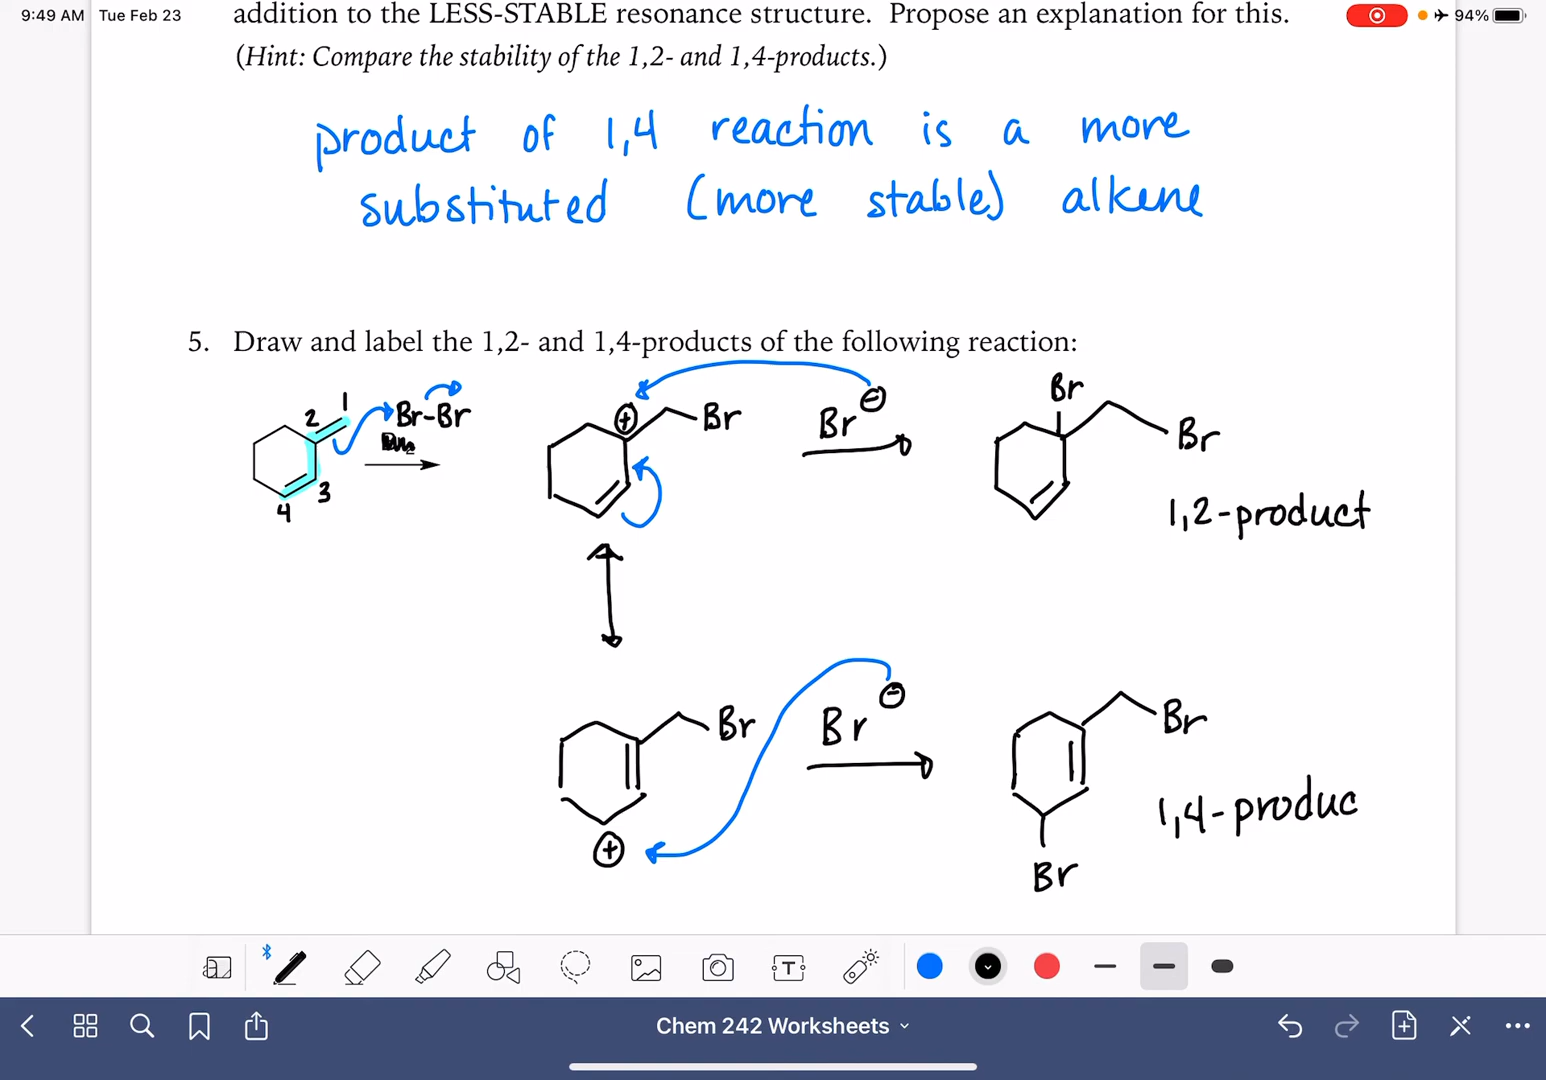 9:49 AM Tue Feb 23
94%
addition to the LESS-STABLE resonance structure. Propose an explanation for this.
(Hint: Compare the stability of the 1,2- and 1,4-products.)
product of 1,4 reaction is a more
substituted (more stable) alkene
5. Draw and label the 1,2- and 1,4-products of the following reaction:
1
2
3
4
Br-Br
+
Br
Br
-
Br
Br
1,2-product
Br
+
Br
-
Br
Br
1,4-produc
T
Chem 242 Worksheets